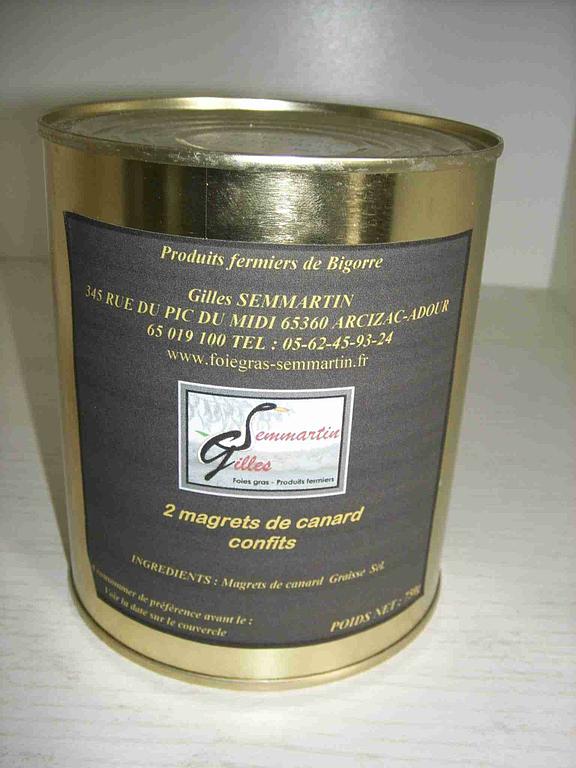 Produits fermiers de Bigorre
Gilles SEMMARTIN
345 RUE DU PIC DU MIDI 65360 ARCIZAC-ADOUR
65 019 100 TEL : 05-62-45-93-24
www.foiegras-semmartin.fr
Semmartin
Gilles
Foies gras - Produits fermiers
2 magrets de canard
confits
INGREDIENTS : Magrets de canard Graisse Sel.
consommer de préférence avant le :
Voir la date sur le couvercle
POIDS NET : 750g